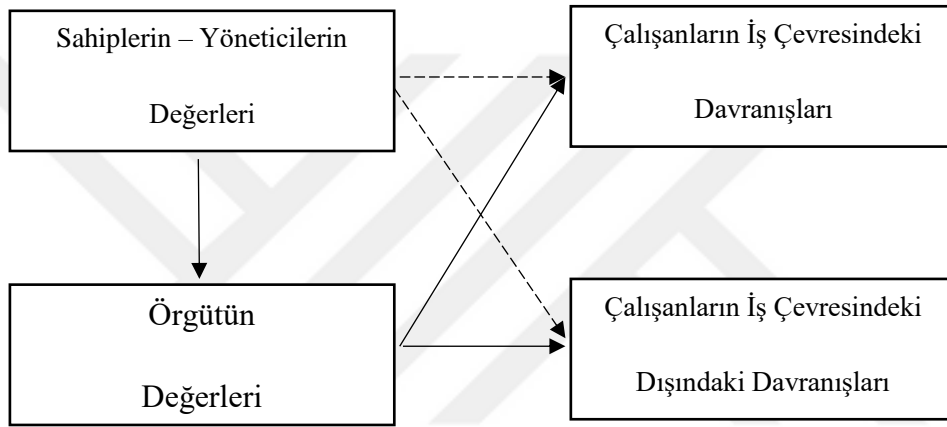 Sahiplerin – Yöneticilerin
Değerleri
Çalışanların İş Çevresindeki
Davranışları
Örgütün
Değerleri
Çalışanların İş Çevresindeki
Dışındaki Davranışları